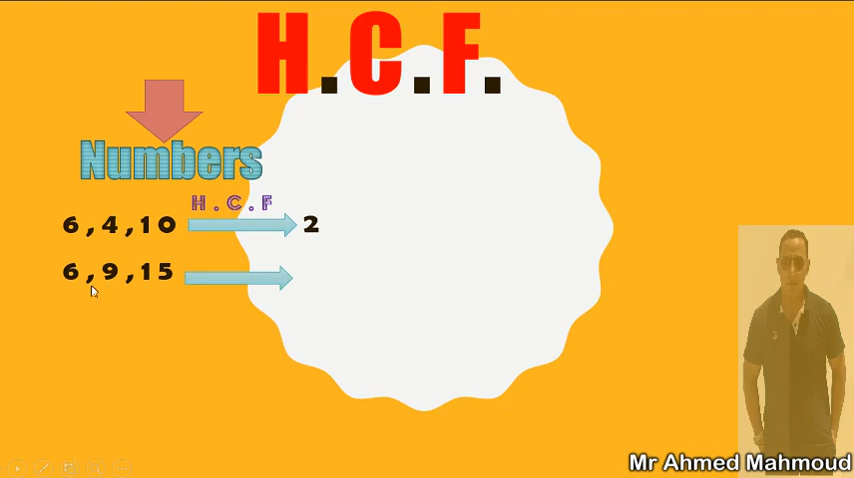 H.C.F.
Numbers
H.C.F
6,4,10 2
6,9,15
Mr Ahmed Mahmoud